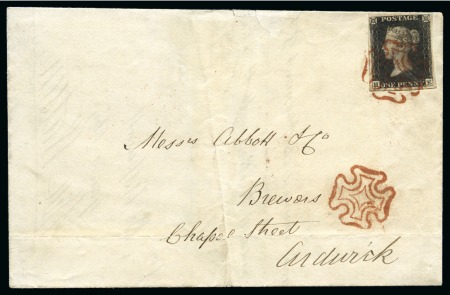 POSTAGE
ONE PENNY
Messrs Abbott & Co
Brewers
Chapel Street
Ardwick